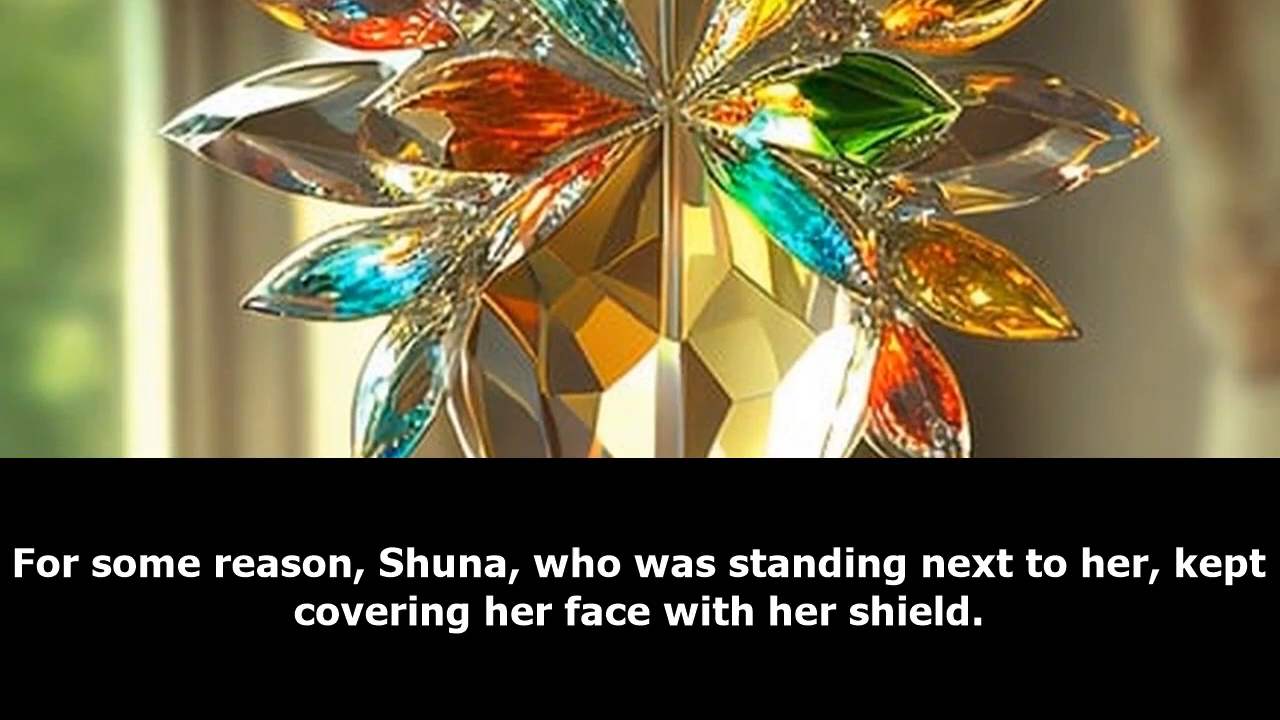 For some reason, Shuna, who was standing next to her, kept
covering her face with her shield.